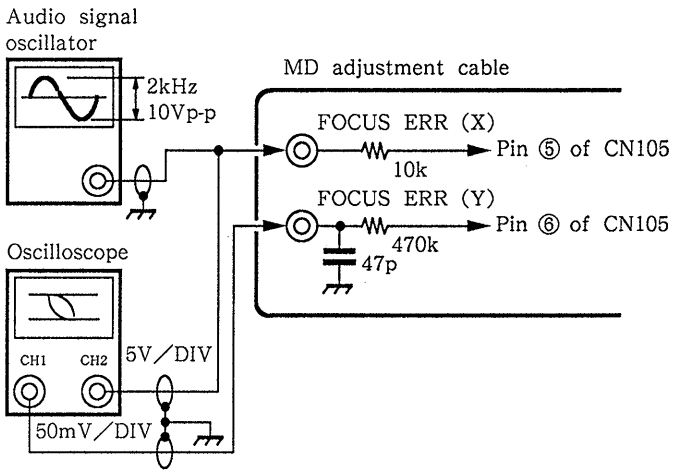 Audio signal
oscillator
2kHz
10Vp-p
MD adjustment cable
FOCUS ERR (X)
10k
Pin ⑤ of CN105
FOCUS ERR (Y)
470k
47p
Pin ⑥ of CN105
Oscilloscope
CH1
CH2
5V／DIV
50mV／DIV